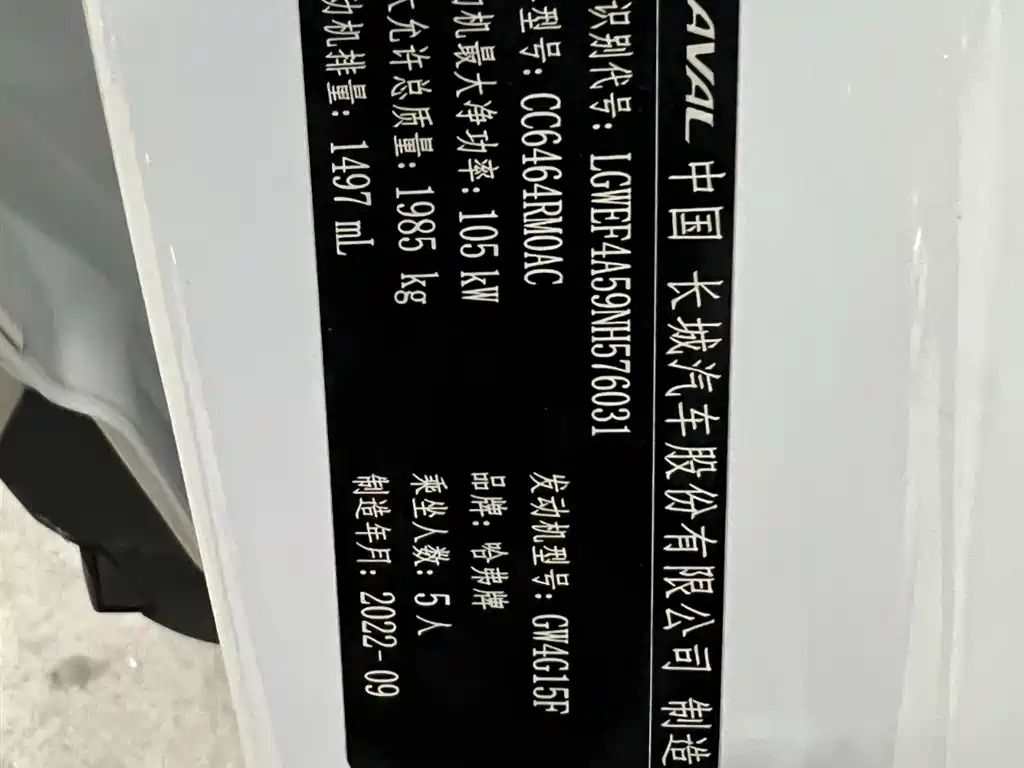 AVAL 中国 长城汽车股份有限公司 制造
识别代号: LGWEF4A59NH576031
型号: CC6464RM0AC 发动机型号: GW4G15F
机最大净功率: 105 kW 品牌: 哈弗牌
允许总质量: 1985 kg 乘坐人数: 5 人
动机排量: 1497 mL 制造年月: 2022-09